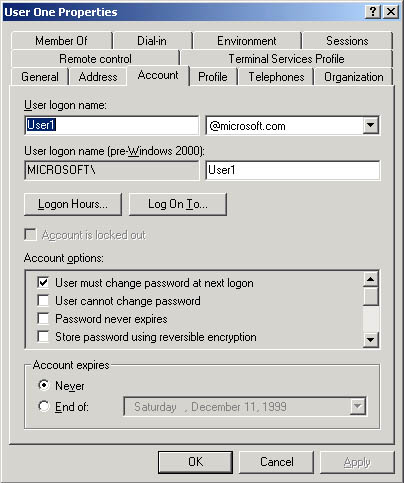 User One Properties
Member Of Dial-in Environment Sessions
Remote control Terminal Services Profile
General Address Account Profile Telephones Organization
User logon name:
User1 @microsoft.com
User logon name (pre-Windows 2000):
MICROSOFT\ User1
Logon Hours... Log On To...
Account is locked out
Account options:
User must change password at next logon
User cannot change password
Password never expires
Store password using reversible encryption
Account expires
Never
End of: Saturday , December 11, 1999
OK Cancel Apply